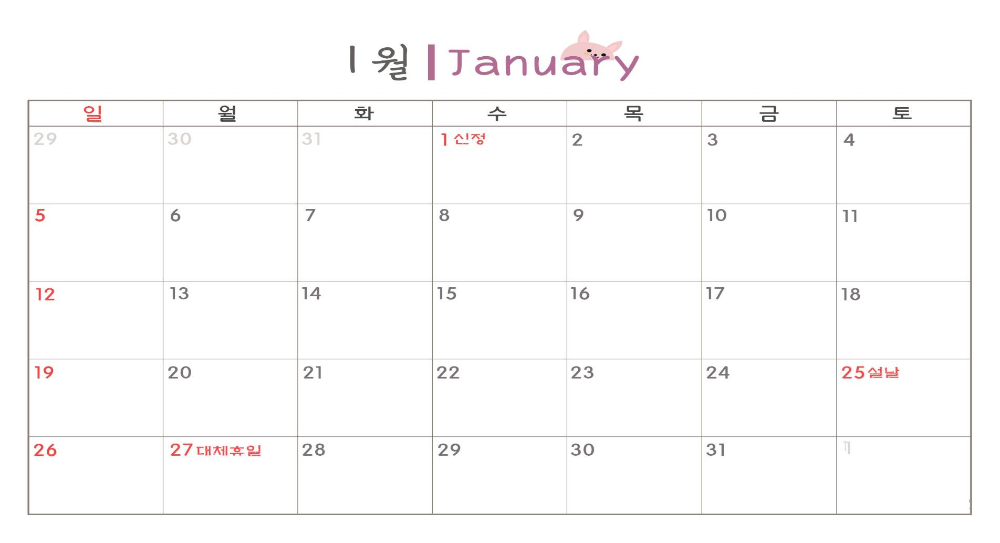 1월 | January
일 월 화 수 목 금 토
29 30 31 1 신정 2 3 4
5 6 7 8 9 10 11
12 13 14 15 16 17 18
19 20 21 22 23 24 25 설날
26 27 대체휴일 28 29 30 31 1